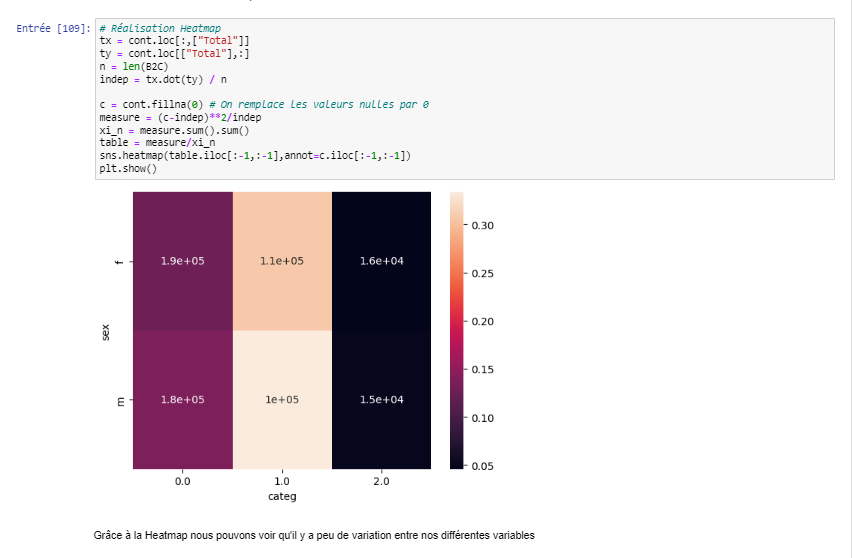 Entrée [109]:
# Réalisation Heatmap
tx = cont.loc[:,["Total"]]
ty = cont.loc[["Total"],:]
n = len(B2C)
indep = tx.dot(ty) / n
c = cont.fillna(0) # On remplace les valeurs nulles par 0
measure = (c-indep)**2/indep
xi_n = measure.sum().sum()
table = measure/xi_n
sns.heatmap(table.iloc[:-1,:-1],annot=c.iloc[:-1,:-1])
plt.show()
0.30
1.9e+05 1.1e+05 1.6e+04
f
0.25
0.20
sex
0.15
1.8e+05 1e+05 1.5e+04
m
0.10
0.05
0.0 1.0 2.0
categ
Grâce à la Heatmap nous pouvons voir qu'il y a peu de variation entre nos différentes variables